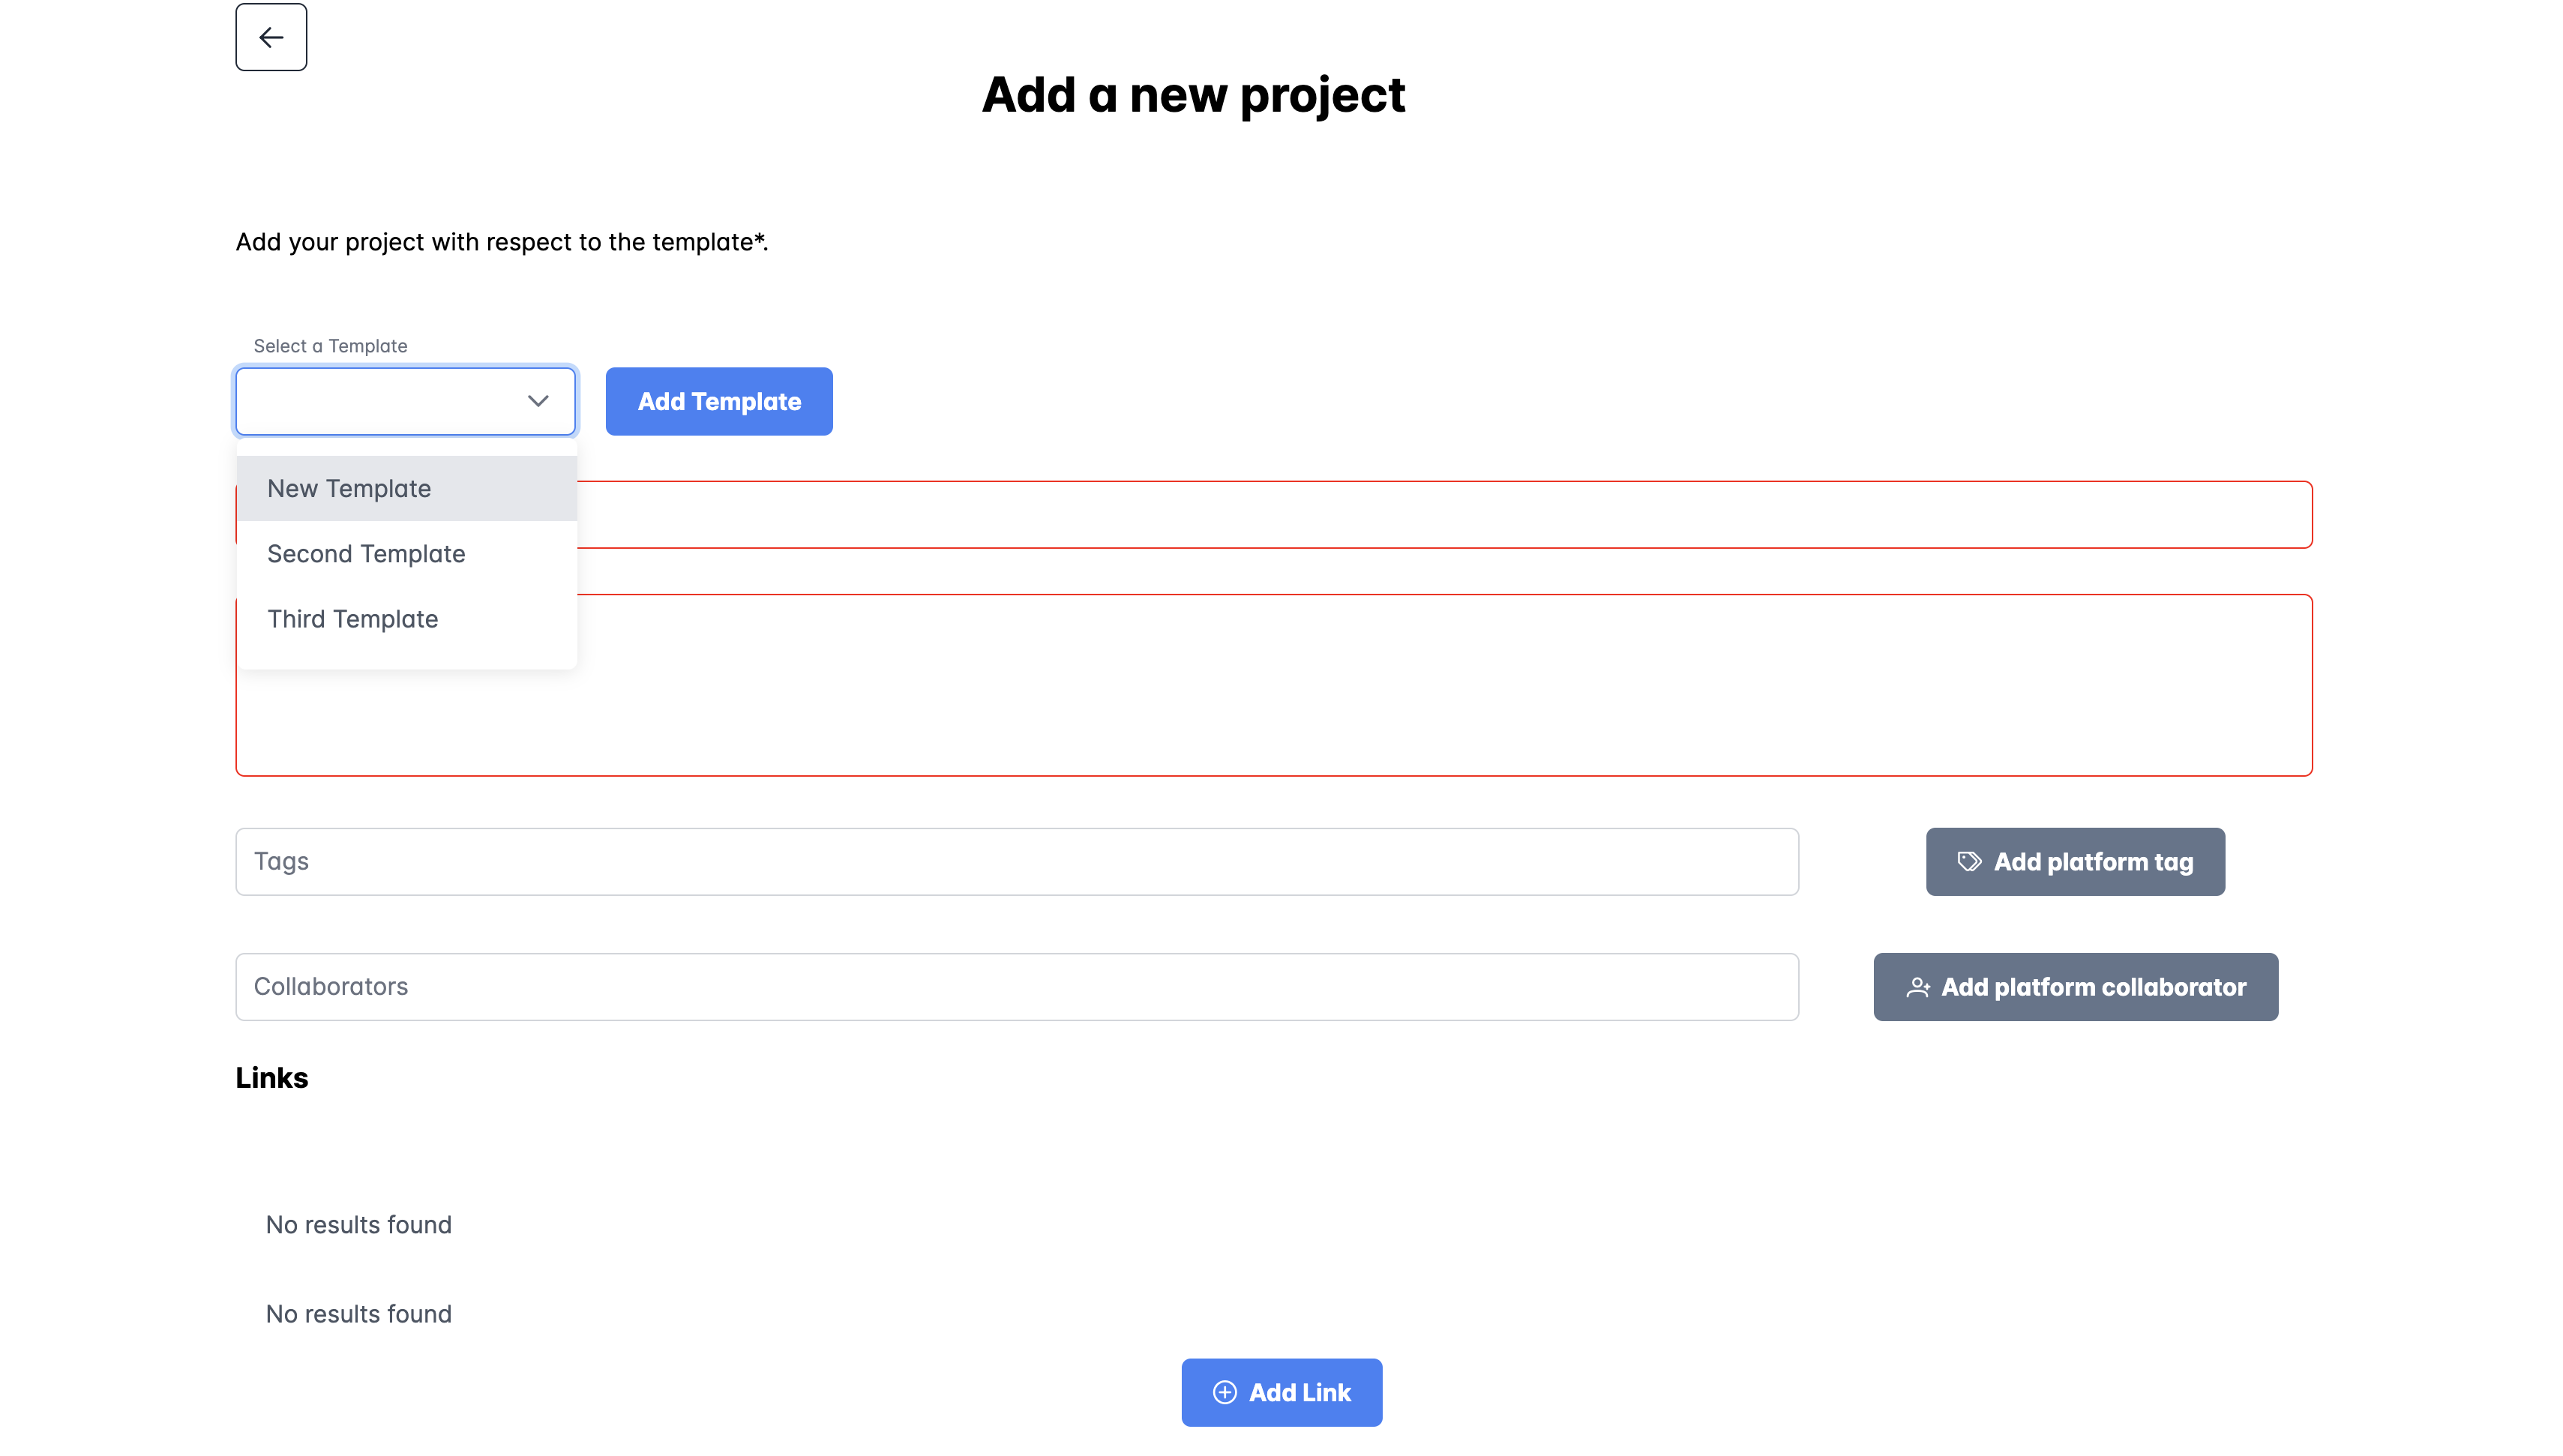 Add a new project
Add your project with respect to the template*.
Select a Template
Add Template
New Template
Second Template
Third Template
Tags
Add platform tag
Collaborators
Add platform collaborator
Links
No results found
No results found
Add Link